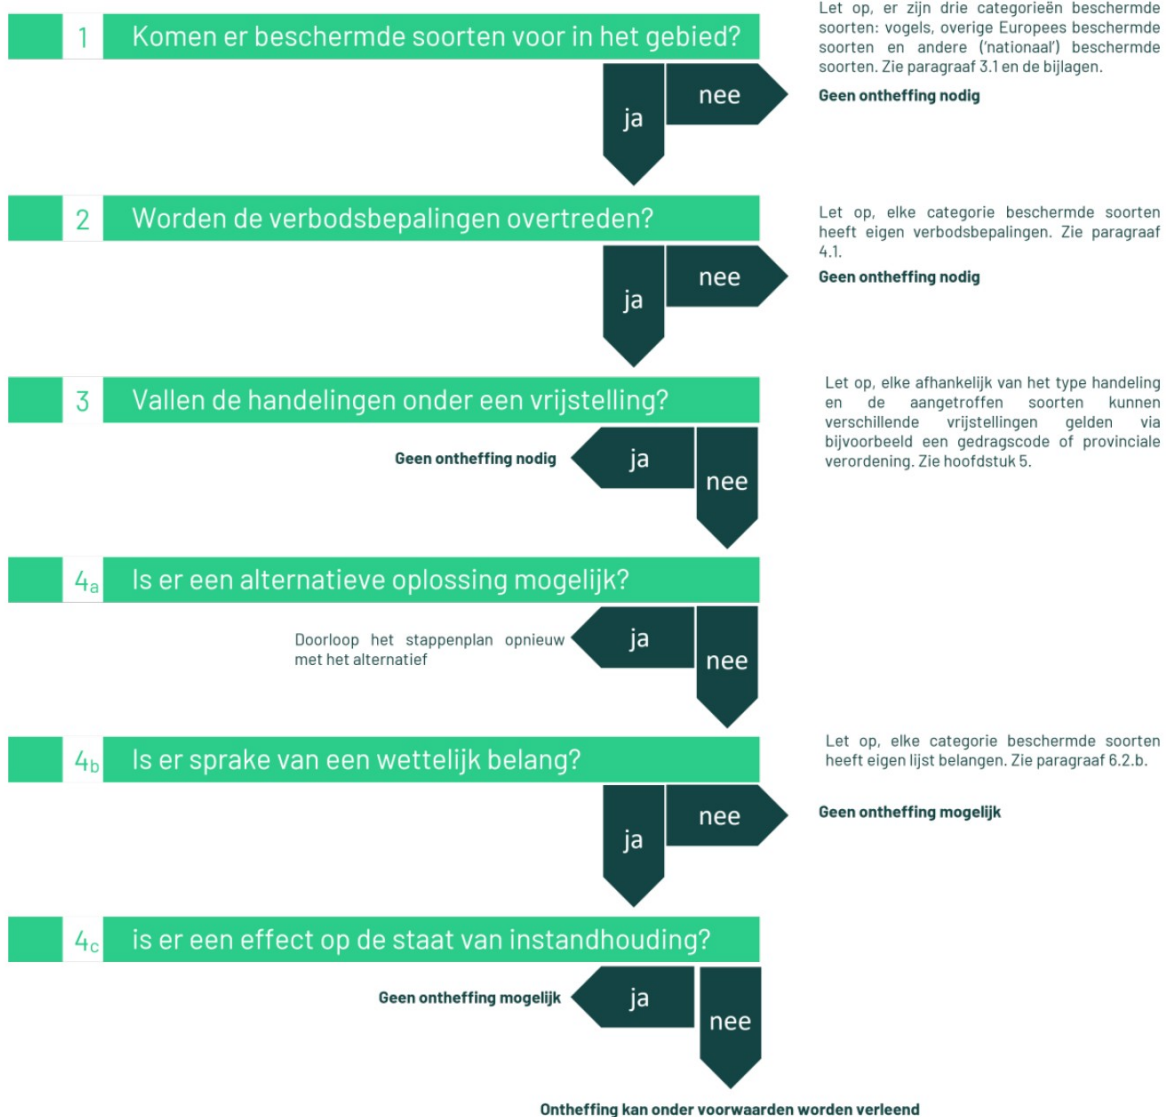 1 Komen er beschermde soorten voor in het gebied?
Let op, er zijn drie categorieën beschermde
soorten: vogels, overige Europees beschermde
soorten en andere (‘nationaal’) beschermde
soorten. Zie paragraaf 3.1 en de bijlagen.
nee
Geen ontheffing nodig
ja
2 Worden de verbodsbepalingen overtreden?
Let op, elke categorie beschermde soorten
heeft eigen verbodsbepalingen. Zie paragraaf
4.1.
nee
Geen ontheffing nodig
ja
3 Vallen de handelingen onder een vrijstelling?
Let op, elke afhankelijk van het type handeling
en de aangetroffen soorten kunnen
verschillende vrijstellingen gelden via
bijvoorbeeld een gedragscode of provinciale
verordening. Zie hoofdstuk 5.
Geen ontheffing nodig
ja
nee
4a Is er een alternatieve oplossing mogelijk?
Doorloop het stappenplan opnieuw
met het alternatief
ja
nee
4b Is er sprake van een wettelijk belang?
Let op, elke categorie beschermde soorten
heeft eigen lijst belangen. Zie paragraaf 6.2.b.
nee
Geen ontheffing mogelijk
ja
4c is er een effect op de staat van instandhouding?
Geen ontheffing mogelijk
ja
nee
Ontheffing kan onder voorwaarden worden verleend